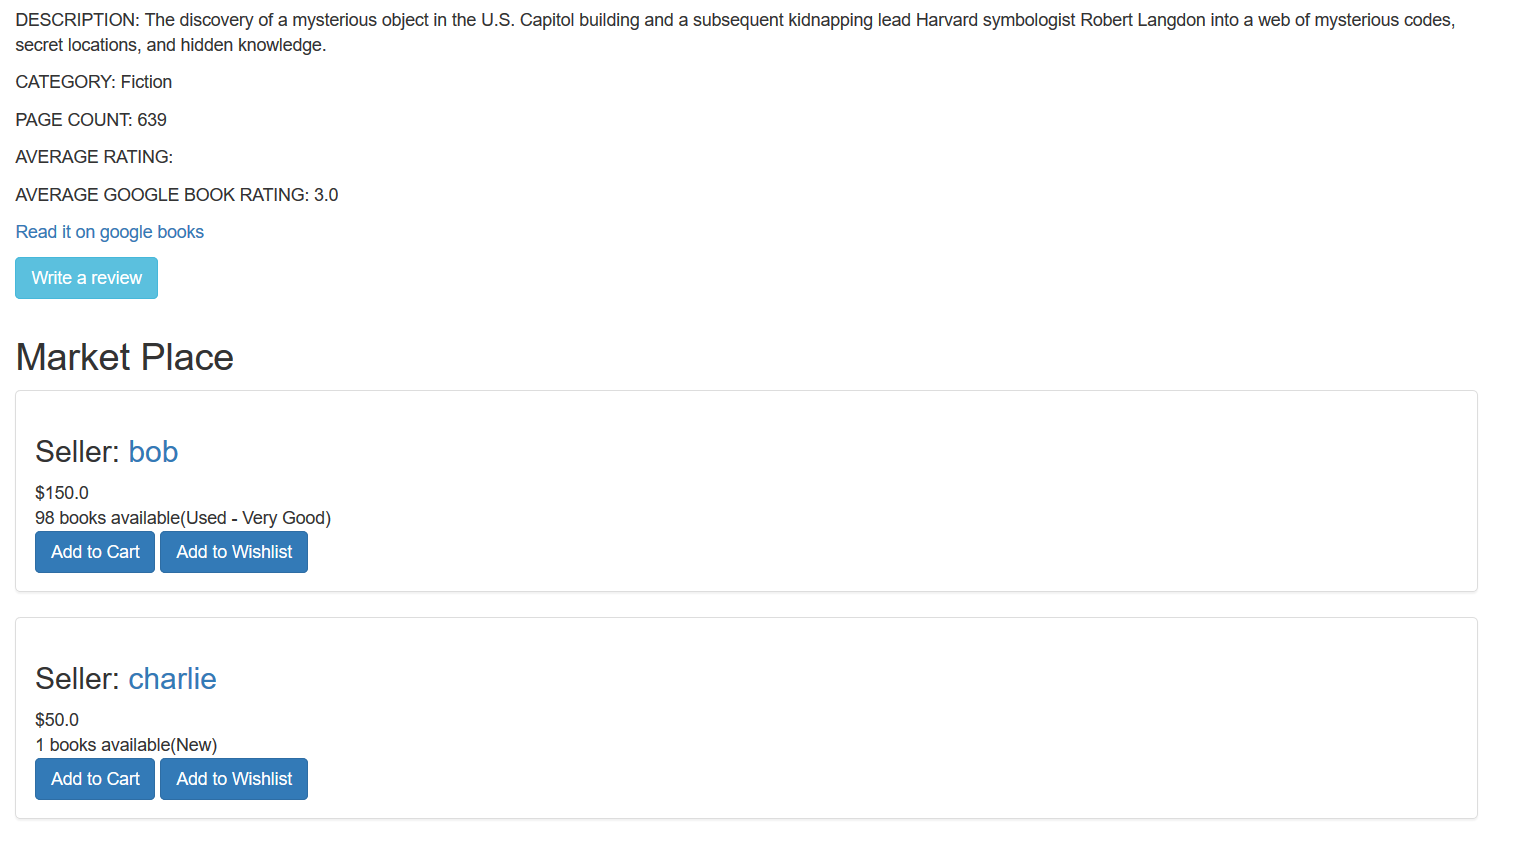 DESCRIPTION: The discovery of a mysterious object in the U.S. Capitol building and a subsequent kidnapping lead Harvard symbologist Robert Langdon into a web of mysterious codes,
secret locations, and hidden knowledge.
CATEGORY: Fiction
PAGE COUNT: 639
AVERAGE RATING:
AVERAGE GOOGLE BOOK RATING: 3.0
Read it on google books
Write a review
Market Place
Seller: bob
$150.0
98 books available(Used - Very Good)
Add to Cart Add to Wishlist
Seller: charlie
$50.0
1 books available(New)
Add to Cart Add to Wishlist